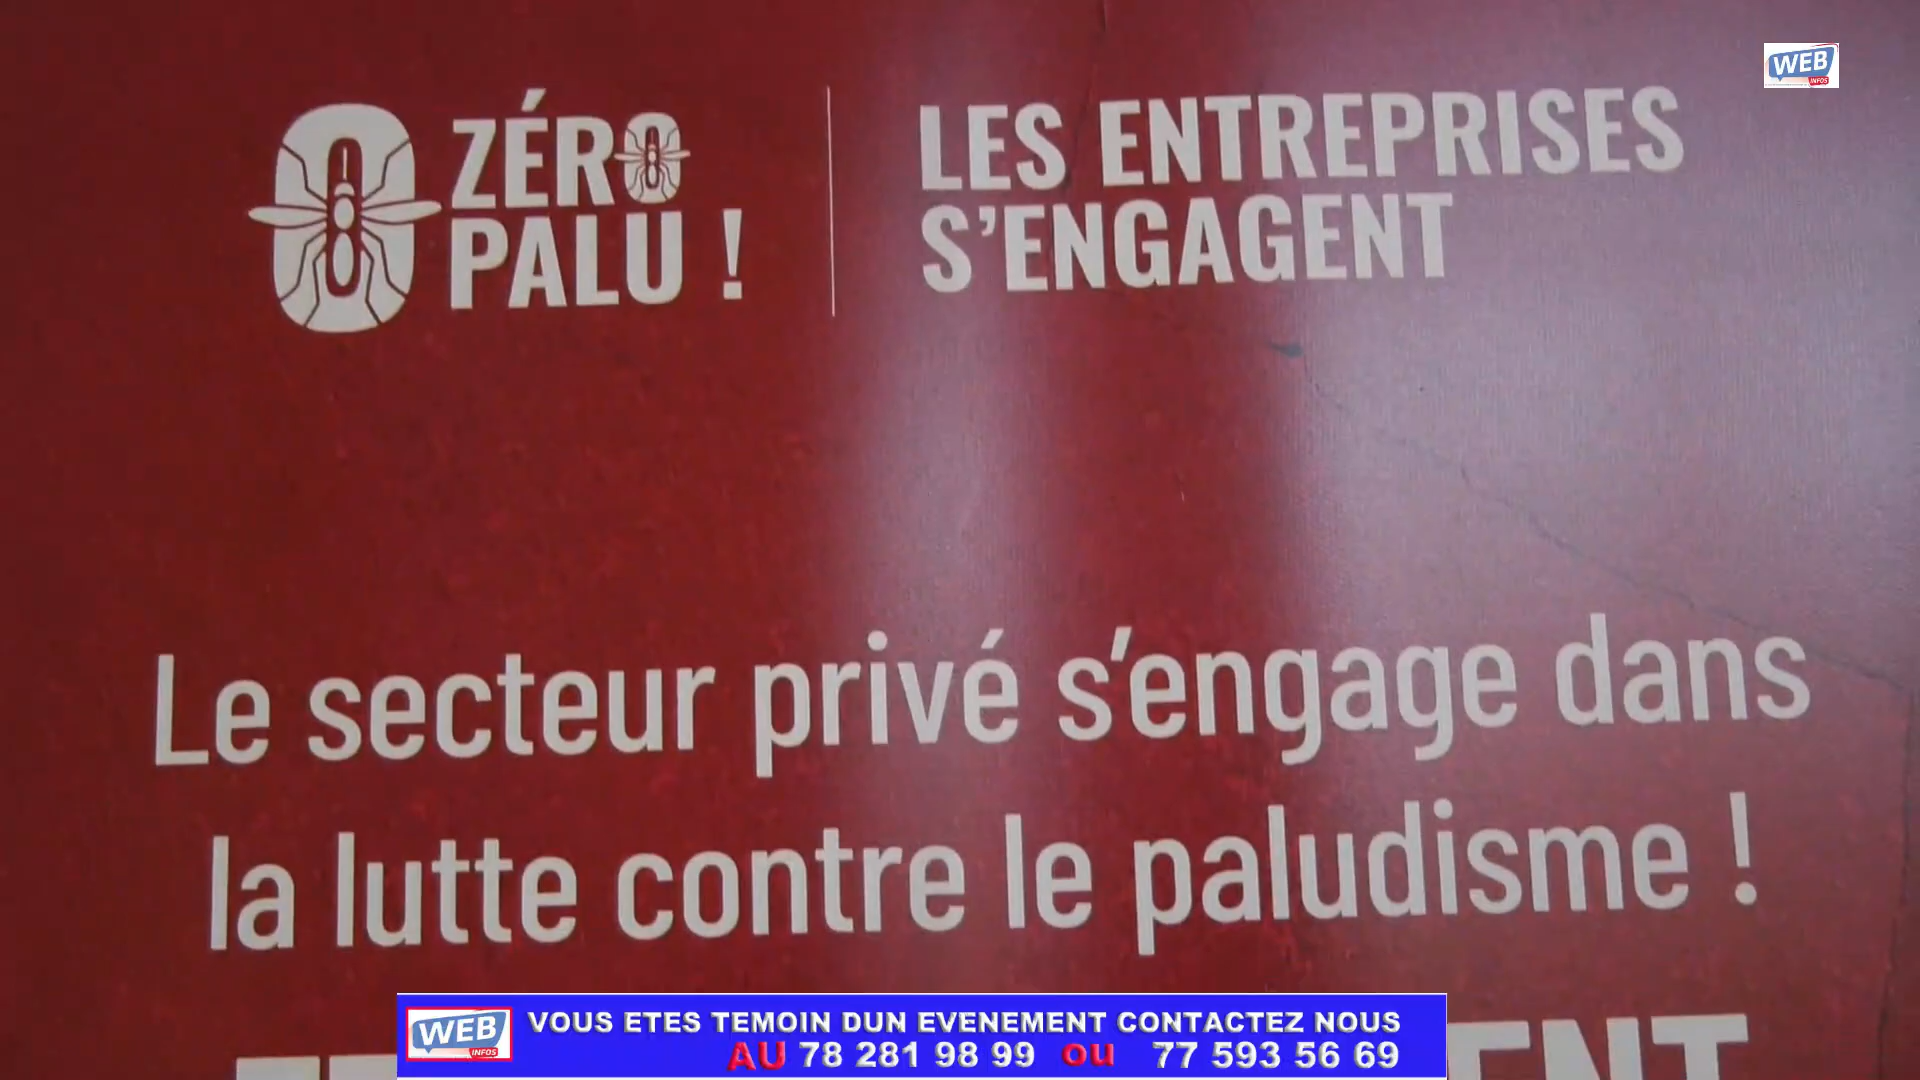 WEB
INFOS
ZÉRO
PALU !
LES ENTREPRISES
S'ENGAGENT
Le secteur privé s'engage dans
la lutte contre le paludisme !
WEB
INFOS
VOUS ETES TEMOIN DUN EVENEMENT CONTACTEZ NOUS
AU 78 281 98 99 ou 77 593 56 69